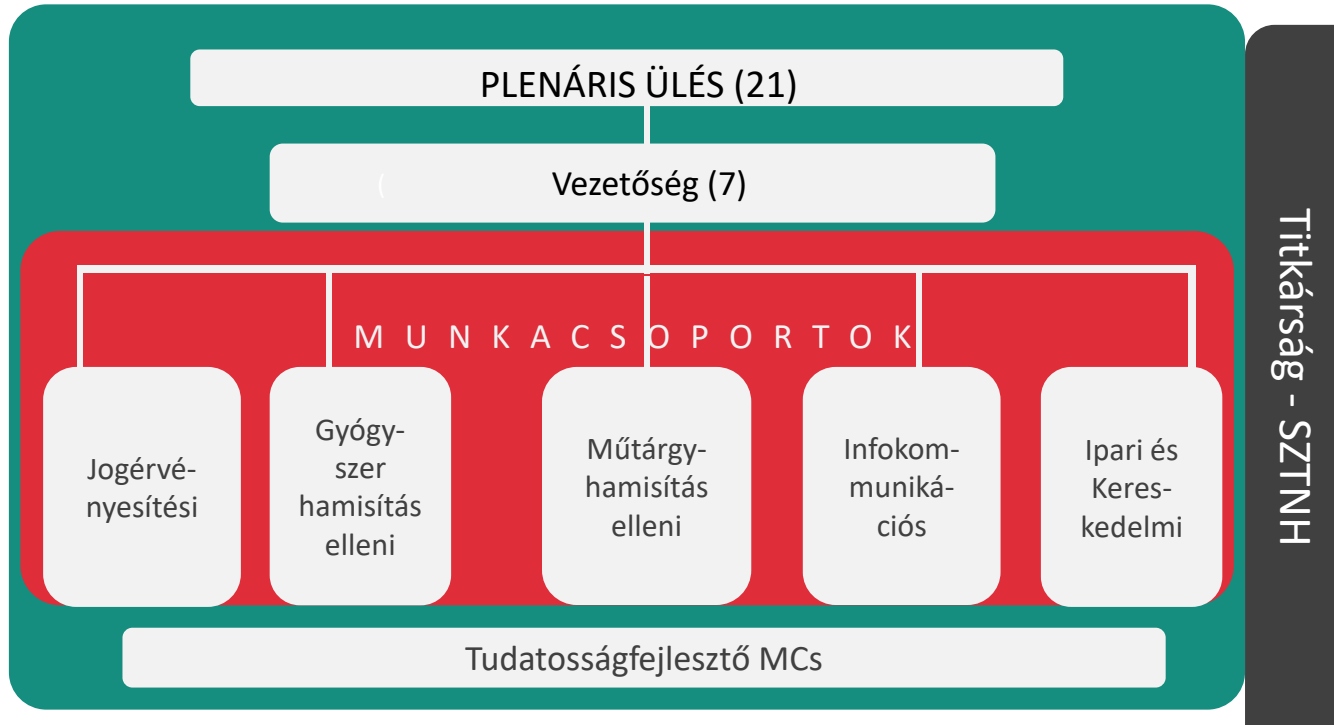 PLENÁRIS ÜLÉS (21)
( Vezetőség (7)
MUNKACSOPORTOK
Jogérvé-
nyesítési
Gyógy-
szer
hamisítás
elleni
Műtárgy-
hamisítás
elleni
Infokom-
muniká-
ciós
Ipari és
Keres-
kedelmi
Tudatosságfejlesztő MCs
Titkárság - SZTNH